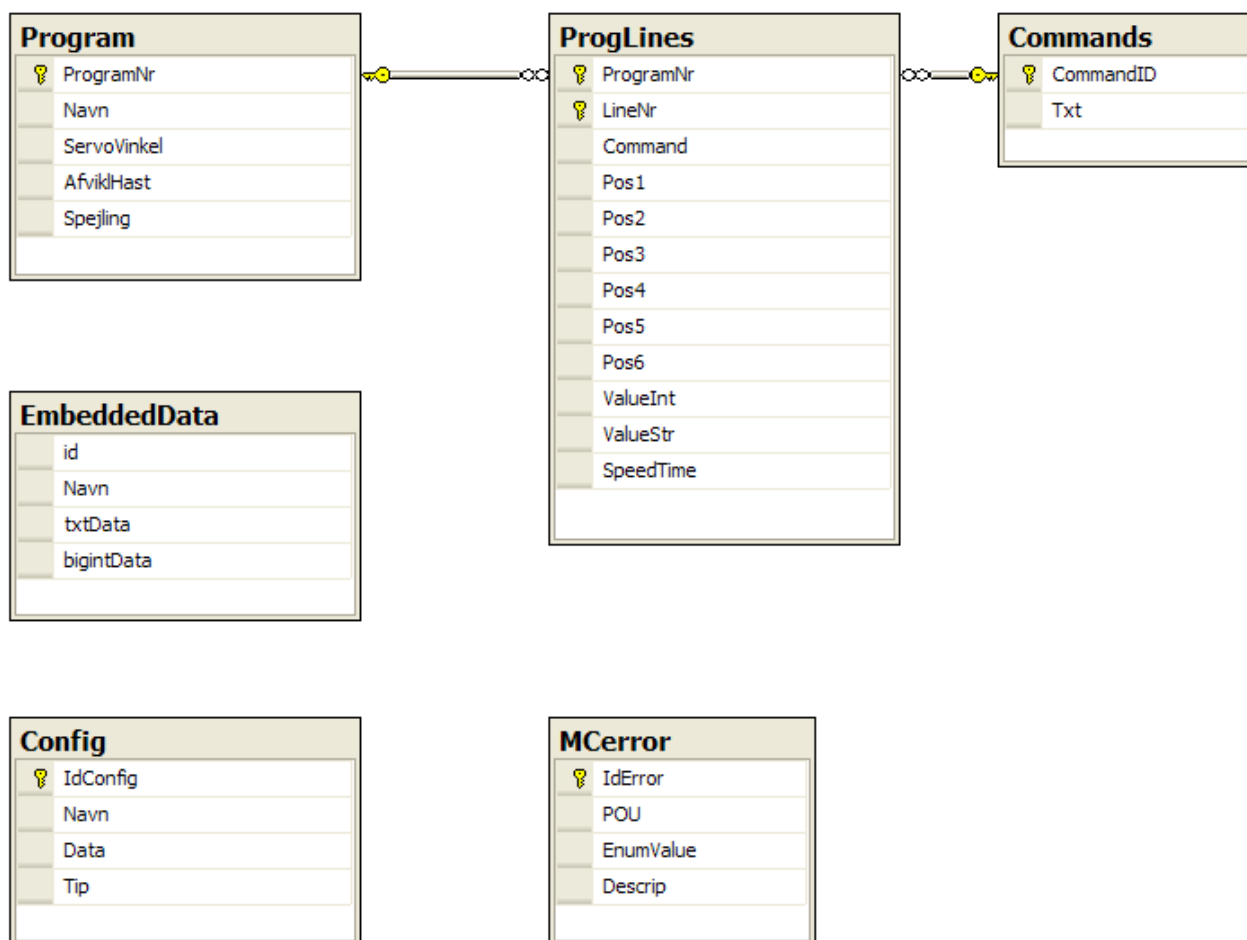 Program
ProgramNr
Navn
ServoVinkel
AfviklHast
Spejling
ProgLines
ProgramNr
LineNr
Command
Pos1
Pos2
Pos3
Pos4
Pos5
Pos6
ValueInt
ValueStr
SpeedTime
Commands
CommandID
Txt
EmbeddedData
id
Navn
txtData
bigintData
Config
IdConfig
Navn
Data
Tip
MCerror
IdError
POU
EnumValue
Descrip